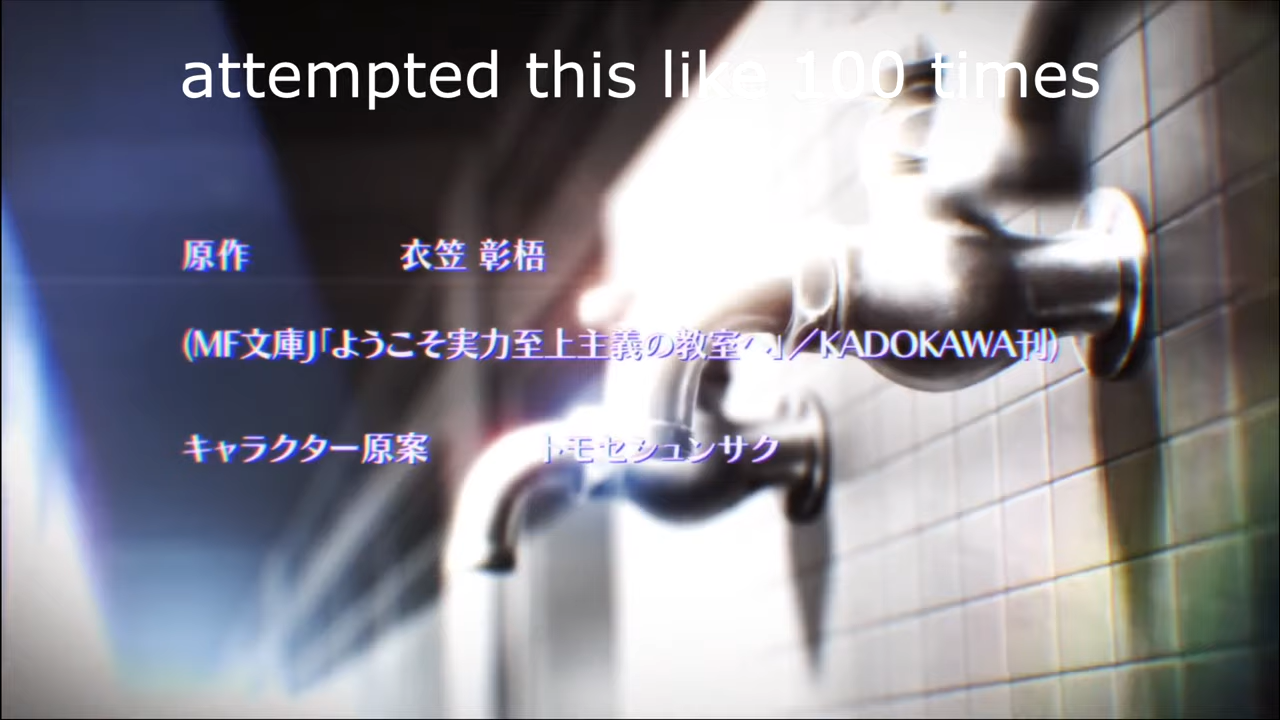 attempted this like 100 times
原作 衣笠 彰梧
(MF文庫J「ようこそ実力至上主義の教室へ」／KADOKAWA刊)
キャラクター原案 トモセシュンサク